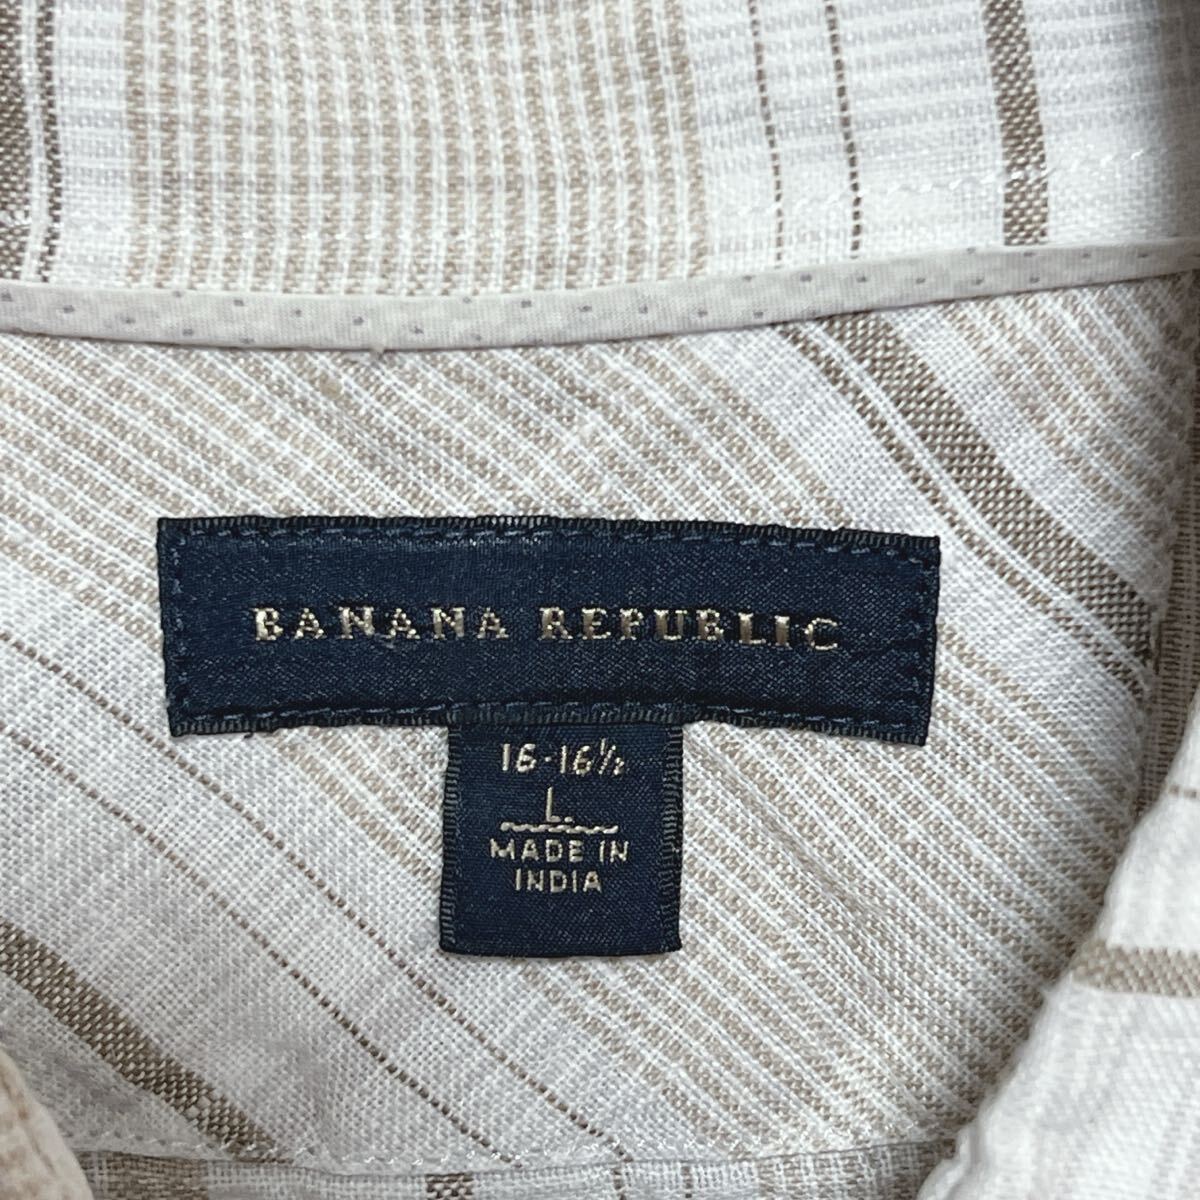 BANANA REPUBLIC
16-16½
L.
MADE IN
INDIA